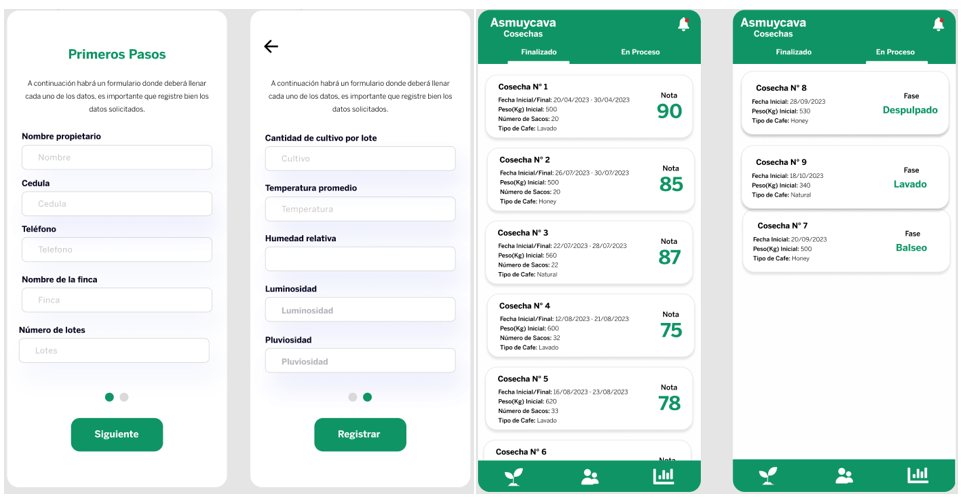 Primeros Pasos
A continuación habrá un formulario donde deberá llenar
cada uno de los datos, es importante que registre bien los
datos solicitados.
Nombre propietario
Nombre
Cedula
Cedula
Teléfono
Telefono
Nombre de la finca
Finca
Número de lotes
Lotes
Siguiente
A continuación habrá un formulario donde deberá llenar
cada uno de los datos, es importante que registre bien los
datos solicitados.
Cantidad de cultivo por lote
Cultivo
Temperatura promedio
Temperatura
Humedad relativa
Luminosidad
Luminosidad
Pluviosidad
Pluviosidad
Registrar
Asmuycava
Cosechas
Finalizado En Proceso
Cosecha N° 1
Fecha Inicial/Final: 20/04/2023 - 30/04/2023
Peso(Kg) Inicial: 500
Número de Sacos: 20
Tipo de Cafe: Lavado
Nota
90
Cosecha N° 2
Fecha Inicial/Final: 26/07/2023 - 30/07/2023
Peso(Kg) Inicial: 500
Número de Sacos: 20
Tipo de Cafe: Honey
Nota
85
Cosecha N° 3
Fecha Inicial/Final: 22/07/2023 - 28/07/2023
Peso(Kg) Inicial: 560
Número de Sacos: 22
Tipo de Cafe: Natural
Nota
87
Cosecha N° 4
Fecha Inicial/Final: 12/08/2023 - 21/08/2023
Peso(Kg) Inicial: 600
Número de Sacos: 32
Tipo de Cafe: Lavado
Nota
75
Cosecha N° 5
Fecha Inicial/Final: 16/08/2023 - 23/08/2023
Peso(Kg) Inicial: 620
Número de Sacos: 33
Tipo de Cafe: Lavado
Nota
78
Cosecha N° 6
Nota
Asmuycava
Cosechas
Finalizado En Proceso
Cosecha N° 8
Fecha Inicial: 28/09/2023
Peso(Kg) Inicial: 530
Tipo de Cafe: Honey
Fase
Despulpado
Cosecha N° 9
Fecha Inicial: 18/10/2023
Peso(Kg) Inicial: 340
Tipo de Cafe: Natural
Fase
Lavado
Cosecha N° 7
Fecha Inicial: 20/09/2023
Peso(Kg) Inicial: 500
Tipo de Cafe: Honey
Fase
Balseo